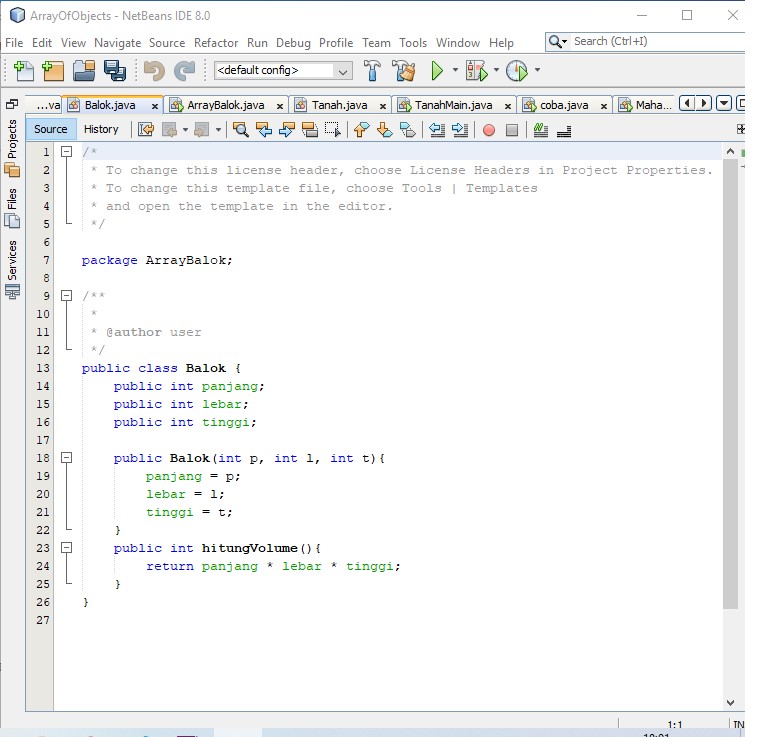 ArrayOfObjects - NetBeans IDE 8.0
File Edit View Navigate Source Refactor Run Debug Profile Team Tools Window Help
Search (Ctrl+I)
<default config>
...va Balok.java ArrayBalok.java Tanah.java TanahMain.java coba.java Maha...
Source History
Projects
Files
Services
1 /*
2 * To change this license header, choose License Headers in Project Properties.
3 * To change this template file, choose Tools | Templates
4 * and open the template in the editor.
5 */
6
7 package ArrayBalok;
8
9 /**
10 *
11 * @author user
12 */
13 public class Balok {
14 public int panjang;
15 public int lebar;
16 public int tinggi;
17
18 public Balok(int p, int l, int t){
19 panjang = p;
20 lebar = l;
21 tinggi = t;
22 }
23 public int hitungVolume(){
24 return panjang * lebar * tinggi;
25 }
26 }
27
1:1 IN